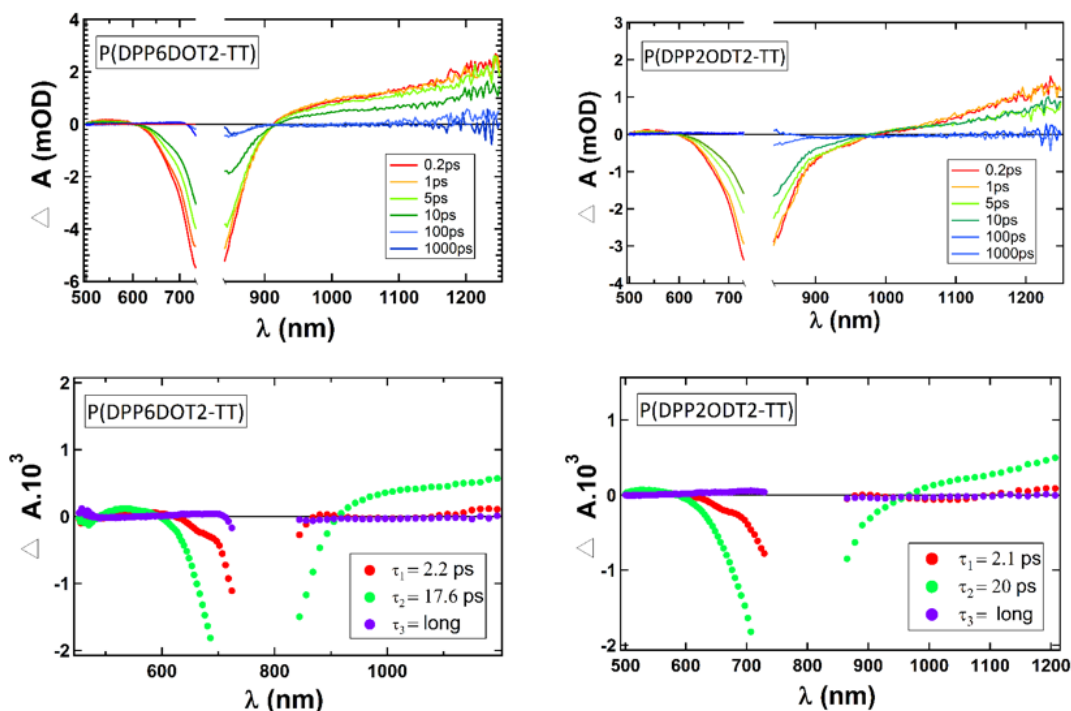 P(DPP6DOT2-TT)
△ A (mOD)
4
2
0
-2
-4
-6
0.2ps
1ps
5ps
10ps
100ps
1000ps
500 600 700 900 1000 1100 1200
λ (nm)
P(DPP2ODT2-TT)
△ A (mOD)
3
2
1
0
-1
-2
-3
-4
0.2ps
1ps
5ps
10ps
100ps
1000ps
500 600 700 900 1000 1100 1200
λ (nm)
P(DPP6DOT2-TT)
△ A.10³
2
1
0
-1
-2
τ₁= 2.2 ps
τ₂= 17.6 ps
τ₃= long
600 800 1000
λ (nm)
P(DPP2ODT2-TT)
△ A.10³
1
0
-1
-2
τ₁= 2.1 ps
τ₂= 20 ps
τ₃= long
500 600 700 800 900 1000 1100 1200
λ (nm)